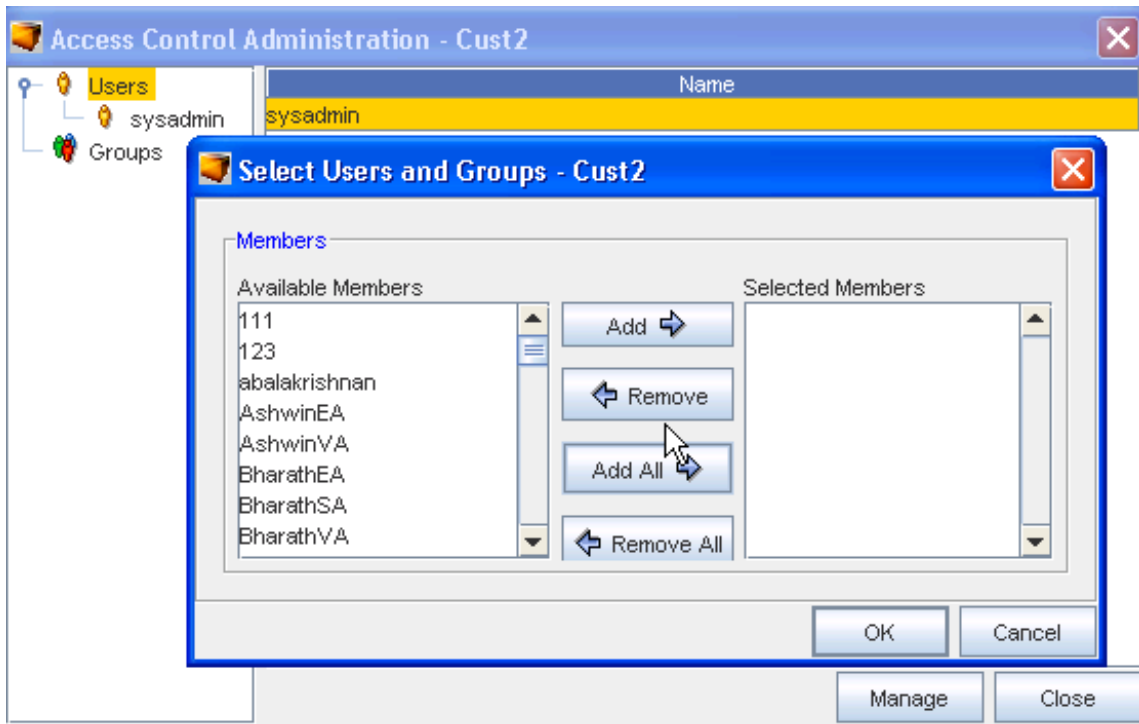 Access Control Administration - Cust2
Users
sysadmin
Groups
Name
sysadmin
Select Users and Groups - Cust2
Members
Available Members
111
123
abalakrishnan
AshwinEA
AshwinVA
BharathEA
BharathSA
BharathVA
Add
Remove
Add All
Remove All
Selected Members
OK
Cancel
Manage
Close